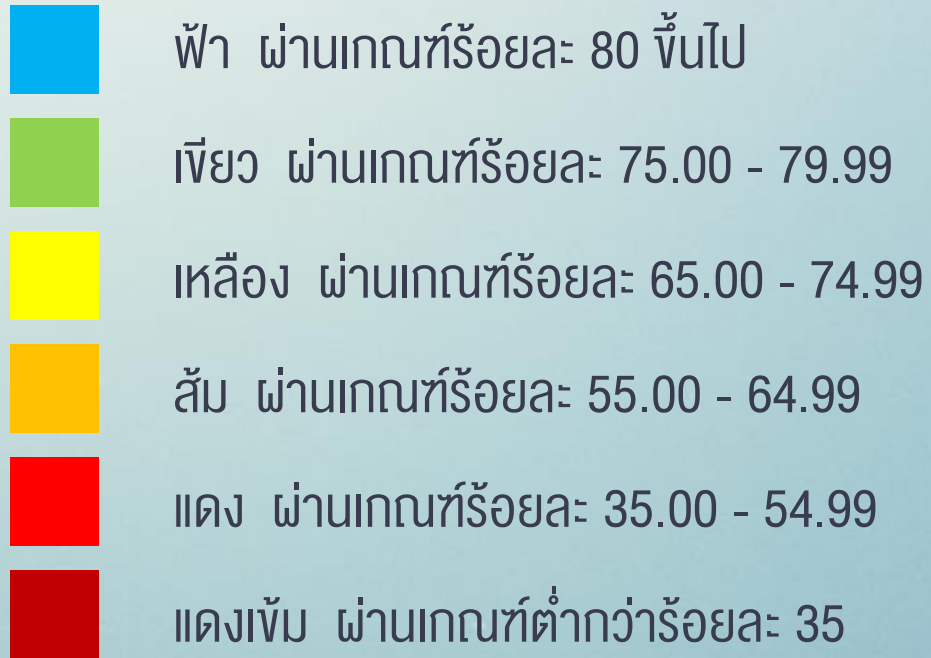 ฟ้า ผ่านเกณฑ์ร้อยละ 80 ขึ้นไป
เขียว ผ่านเกณฑ์ร้อยละ 75.00 - 79.99
เหลือง ผ่านเกณฑ์ร้อยละ 65.00 - 74.99
ส้ม ผ่านเกณฑ์ร้อยละ 55.00 - 64.99
แดง ผ่านเกณฑ์ร้อยละ 35.00 - 54.99
แดงเข้ม ผ่านเกณฑ์ต่ำกว่าร้อยละ 35